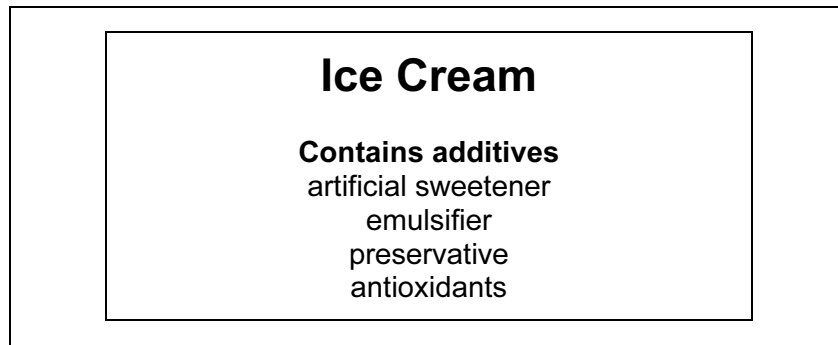 Ice Cream
Contains additives
artificial sweetener
emulsifier
preservative
antioxidants